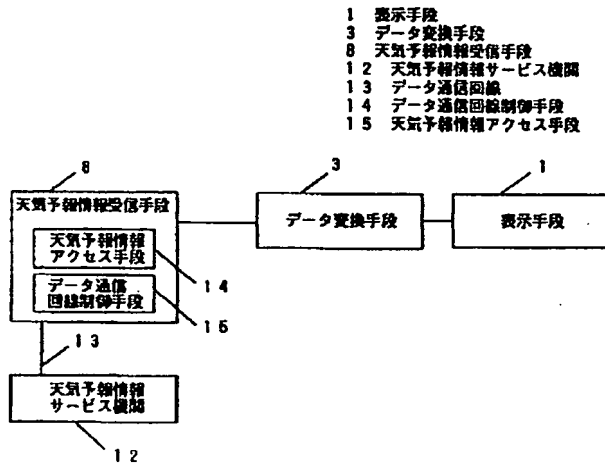 1 表示手段
3 データ変換手段
8 天気予報情報受信手段
12 天気予報情報サービス機関
13 データ通信回線
14 データ通信回線制御手段
15 天気予報情報アクセス手段
8
3
1
天気予報情報受信手段
データ変換手段
表示手段
天気予報情報
アクセス手段
14
データ通信
回線制御手段
15
13
天気予報情報
サービス機関
12